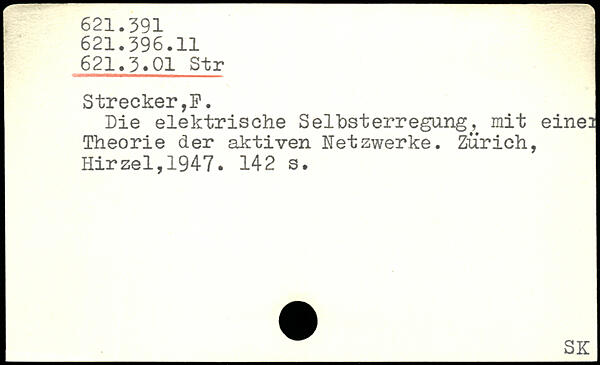 621.391
621.396.11
621.3.01 Str
Strecker,F.
Die elektrische Selbsterregung, mit einer
Theorie der aktiven Netzwerke. Zürich,
Hirzel,1947. 142 s.
SK